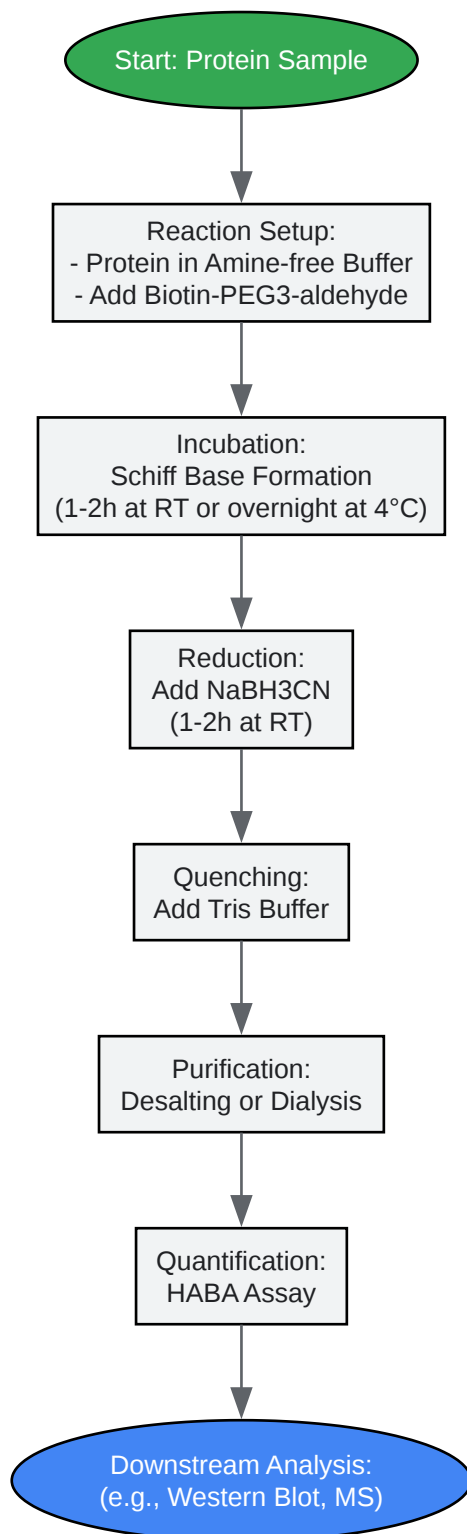 Start: Protein Sample
Reaction Setup:
- Protein in Amine-free Buffer
- Add Biotin-PEG3-aldehyde
Incubation:
Schiff Base Formation
(1-2h at RT or overnight at 4°C)
Reduction:
Add NaBH3CN
(1-2h at RT)
Quenching:
Add Tris Buffer
Purification:
Desalting or Dialysis
Quantification:
HABA Assay
Downstream Analysis:
(e.g., Western Blot, MS)